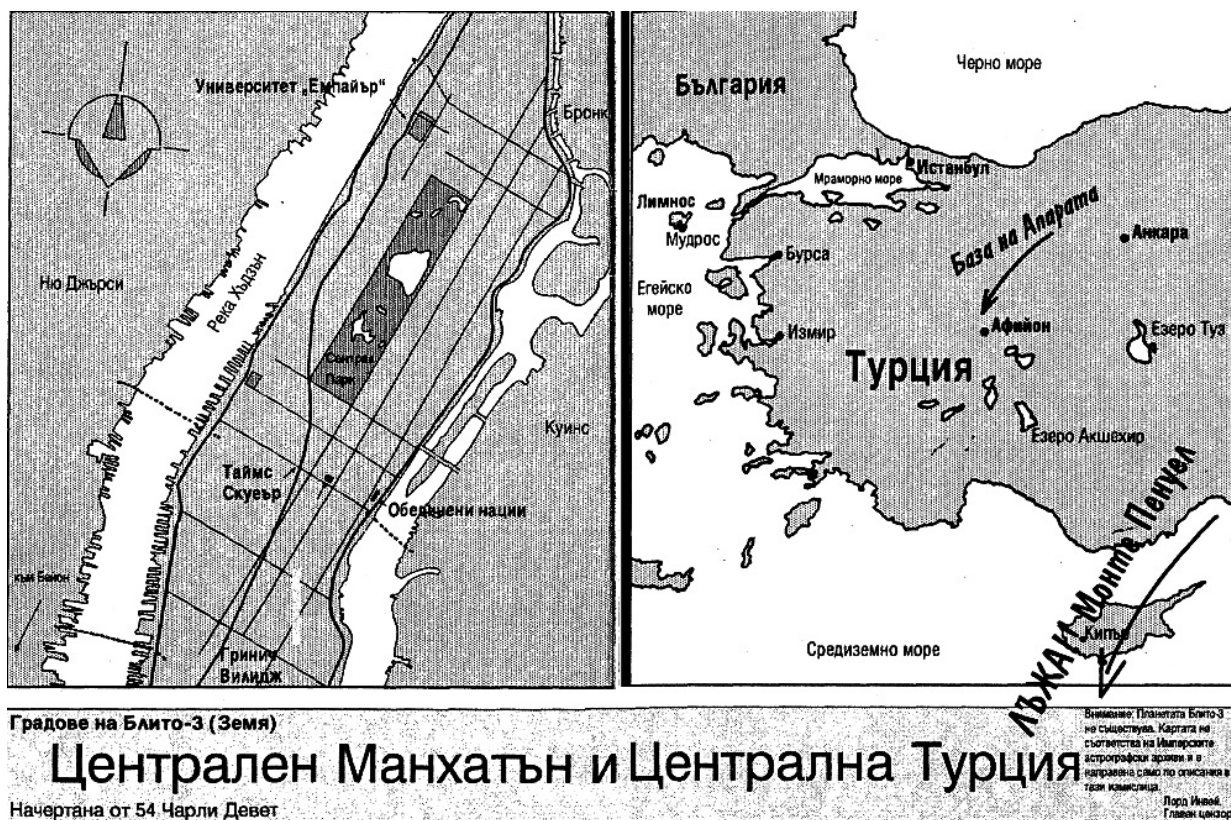 Университет „Емпайър“
Бронк
Ню Джърси
Река Хъдзън
Сентрал
Парк
Куинс
Таймс
Скуеър
Обединени нации
към Бейон
Гринич
Вилидж
Черно море
България
Истанбул
Мраморно море
Лимнос
Мудрос
База на Апарата
Анкара
Бурса
Егейско
море
Измир
Афийон
Езеро Туз
Турция
Езеро Акшехир
ЛЪЖА!-Монте Пенуел
Кипър
Средиземно море
Градове на Блито-3 (Земя)
Централен Манхатън и Централна Турция
Начертана от 54 Чарли Девет
Внимание: Планетата Блито-3
не съществува. Картата не
съответства на Имперските
астрографски архиви и е
направена само по описания в
тази измислица.
Лорд Инвей.
Главен цензор